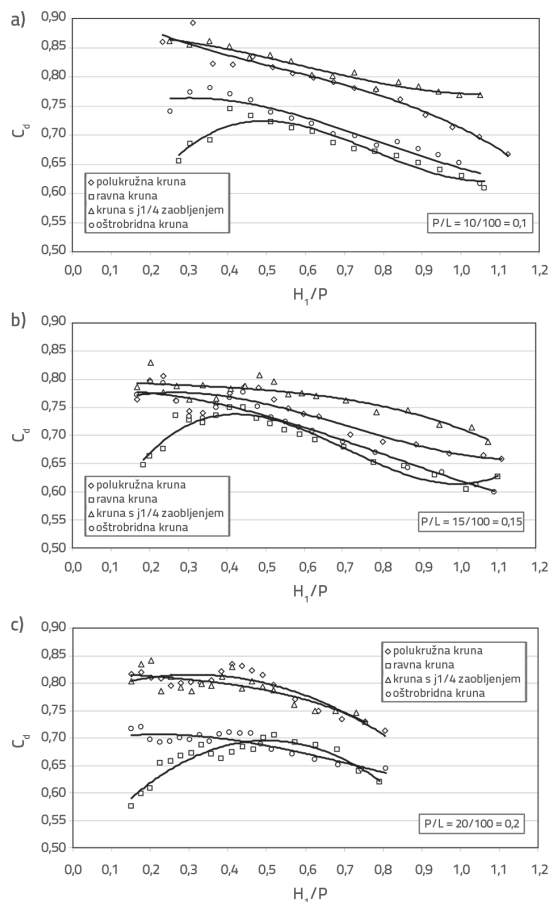 a)
0,90
0,85
0,80
0,75
0,70
0,65
0,60
0,55
0,50
Cd
polukružna kruna
ravna kruna
kruna s j1/4 zaobljenjem
oštrobridna kruna
P/L = 10/100 = 0,1
0,0 0,1 0,2 0,3 0,4 0,5 0,6 0,7 0,8 0,9 1,0 1,1 1,2
H1/P
b)
0,90
0,85
0,80
0,75
0,70
0,65
0,60
0,55
0,50
Cd
polukružna kruna
ravna kruna
kruna s j1/4 zaobljenjem
oštrobridna kruna
P/L = 15/100 = 0,15
0,0 0,1 0,2 0,3 0,4 0,5 0,6 0,7 0,8 0,9 1,0 1,1 1,2
H1/P
c)
0,90
0,85
0,80
0,75
0,70
0,65
0,60
0,55
0,50
Cd
polukružna kruna
ravna kruna
kruna s j1/4 zaobljenjem
oštrobridna kruna
P/L = 20/100 = 0,2
0,0 0,1 0,2 0,3 0,4 0,5 0,6 0,7 0,8 0,9 1,0 1,1 1,2
H1/P